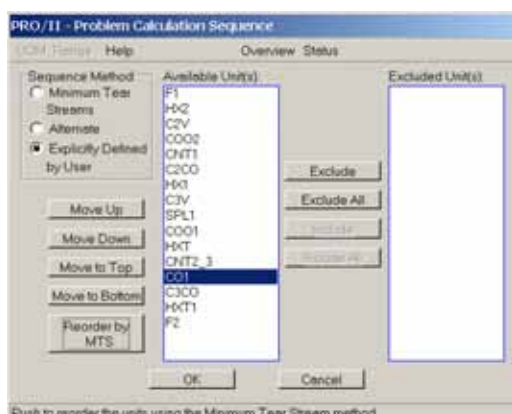 PRO/II - Problem Calculation Sequence
UOM Range Help Overview Status
Sequence Method
Minimum Tear
Streams
Alternate
Explicitly Defined
by User
Move Up
Move Down
Move to Top
Move to Bottom
Reorder by
MTS
Available Unit(s)
F1
HX2
C2V
COO2
CNT1
C2CO
HX1
C3V
SPL1
COO1
HXT
CNT2_3
CO1
C3CO
HXT1
F2
Exclude
Exclude All
Include
Include All
Excluded Unit(s)
OK
Cancel
Push to reorder the units using the Minimum Tear Stream method